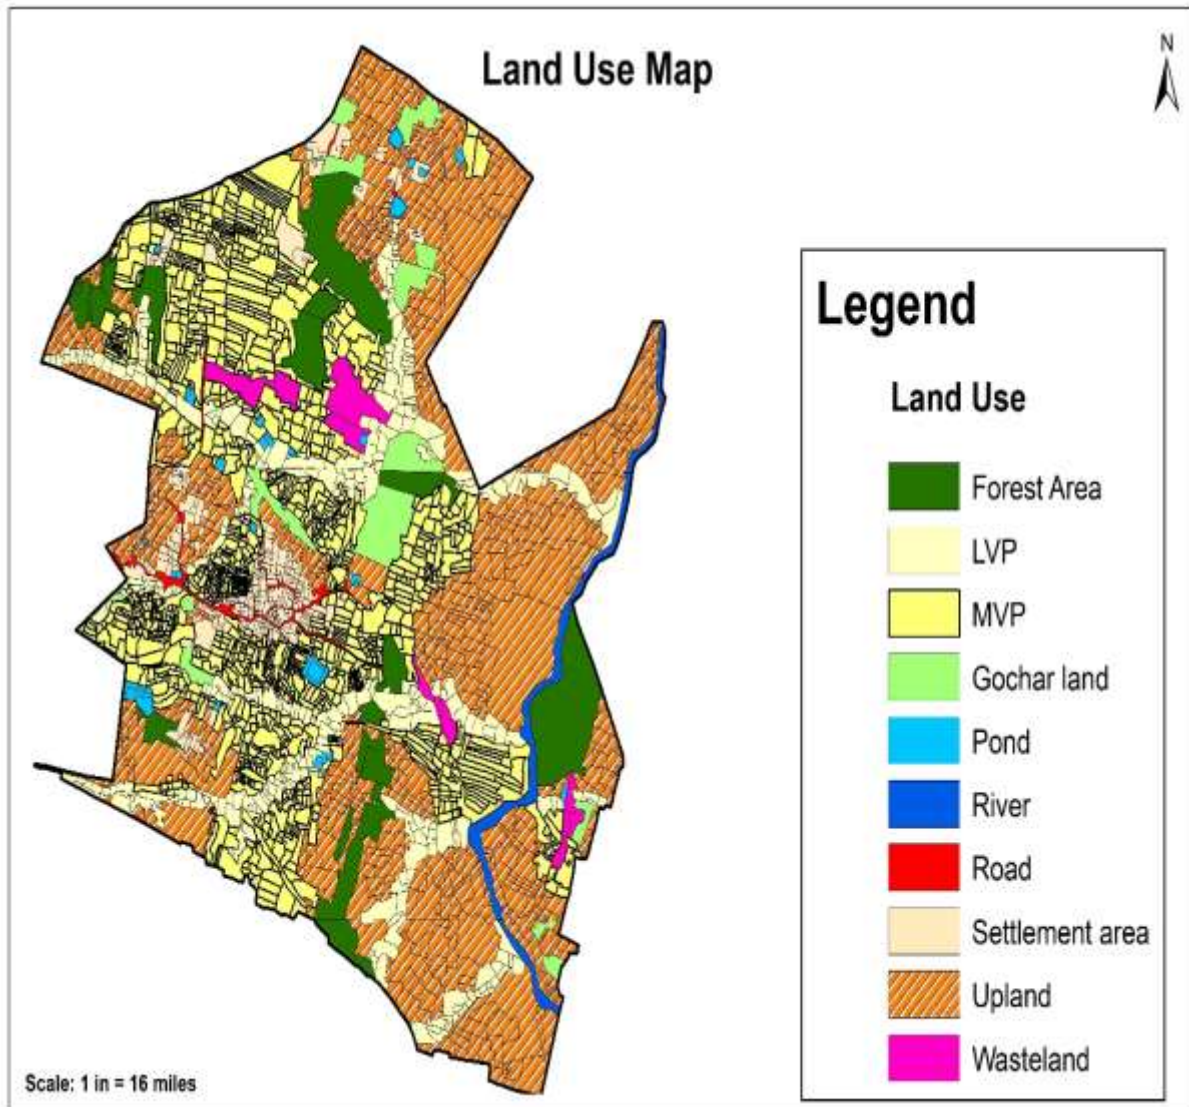 Land Use Map
N
Legend
Land Use
Forest Area
LVP
MVP
Gochar land
Pond
River
Road
Settlement area
Upland
Wasteland
Scale: 1 in = 16 miles